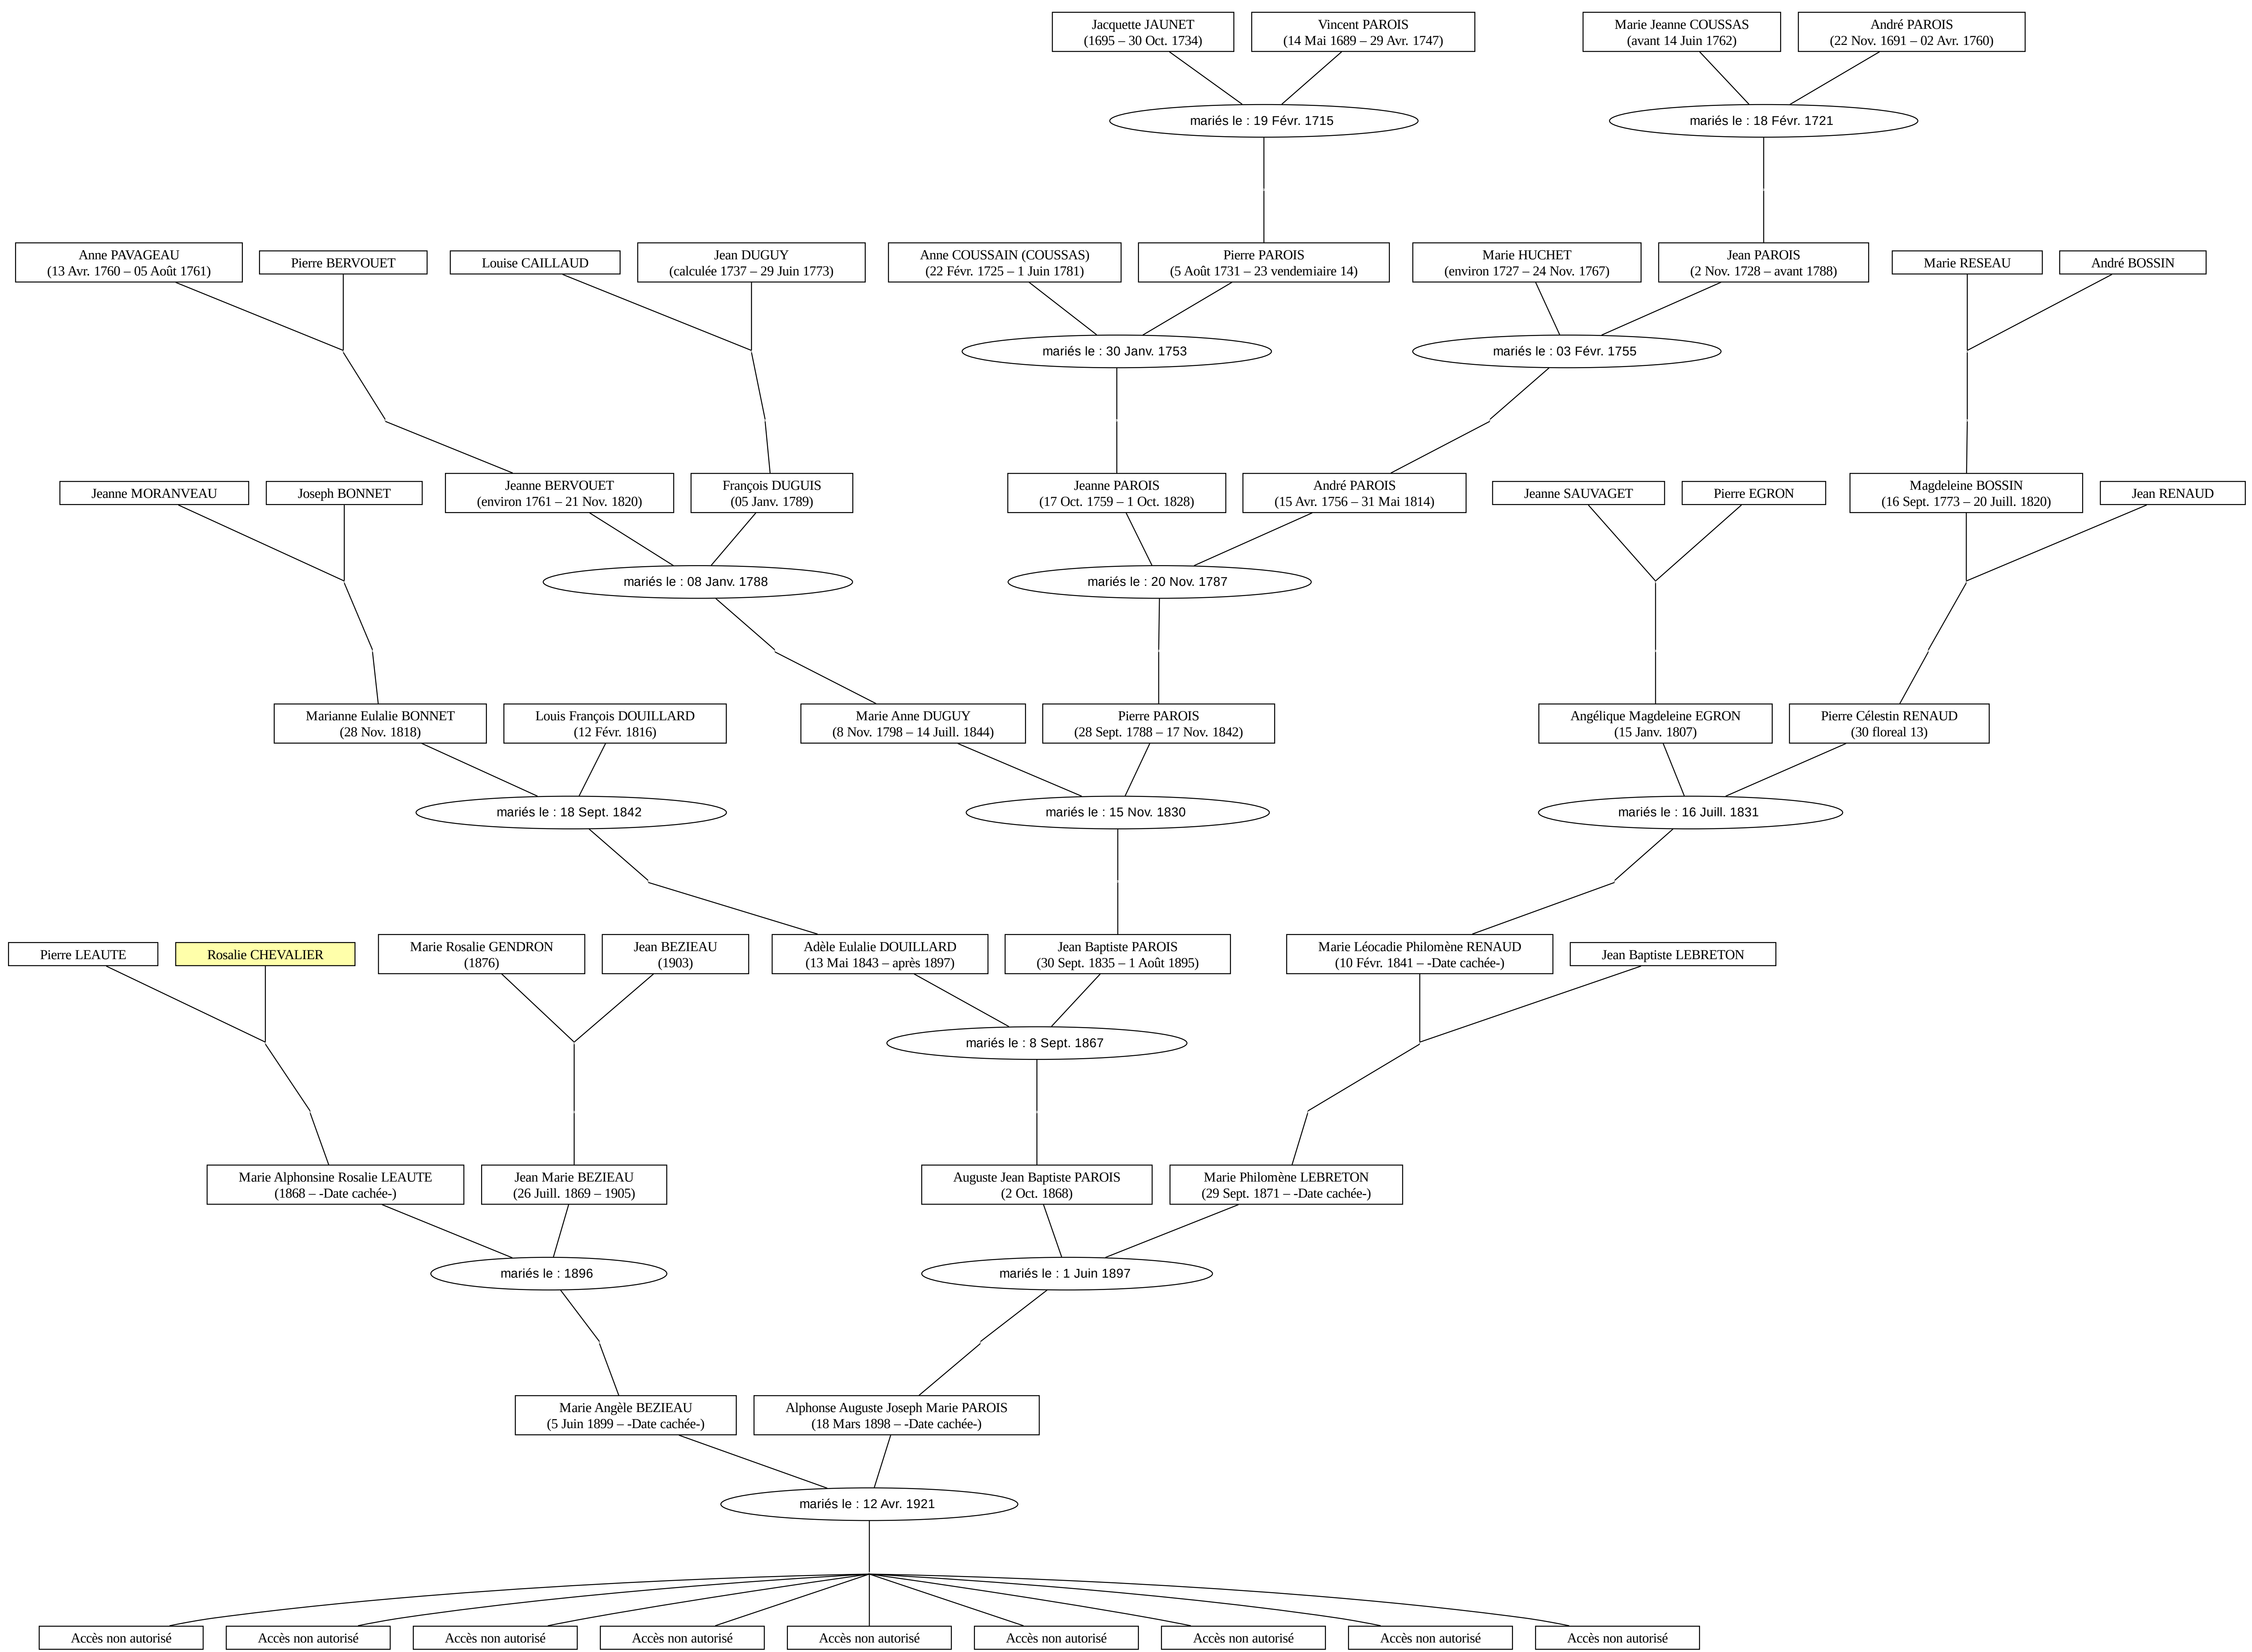 Jacquette JAUNET
(1695 – 30 Oct. 1734)
Vincent PAROIS
(14 Mai 1689 – 29 Avr. 1747)
Marie Jeanne COUSSAS
(avant 14 Juin 1762)
André PAROIS
(22 Nov. 1691 – 02 Avr. 1760)
mariés le : 19 Févr. 1715
mariés le : 18 Févr. 1721
Anne PAVAGEAU
(13 Avr. 1760 – 05 Août 1761)
Pierre BERVOUET
Louise CAILLAUD
Jean DUGUY
(calculée 1737 – 29 Juin 1773)
Anne COUSSAIN (COUSSAS)
(22 Févr. 1725 – 1 Juin 1781)
Pierre PAROIS
(5 Août 1731 – 23 vendemiaire 14)
Marie HUCHET
(environ 1727 – 24 Nov. 1767)
Jean PAROIS
(2 Nov. 1728 – avant 1788)
Marie RESEAU
André BOSSIN
mariés le : 30 Janv. 1753
mariés le : 03 Févr. 1755
Jeanne MORANVEAU
Joseph BONNET
Jeanne BERVOUET
(environ 1761 – 21 Nov. 1820)
François DUGUIS
(05 Janv. 1789)
Jeanne PAROIS
(17 Oct. 1759 – 1 Oct. 1828)
André PAROIS
(15 Avr. 1756 – 31 Mai 1814)
Jeanne SAUVAGET
Pierre EGRON
Magdeleine BOSSIN
(16 Sept. 1773 – 20 Juill. 1820)
Jean RENAUD
mariés le : 08 Janv. 1788
mariés le : 20 Nov. 1787
Marianne Eulalie BONNET
(28 Nov. 1818)
Louis François DOUILLARD
(12 Févr. 1816)
Marie Anne DUGUY
(8 Nov. 1798 – 14 Juill. 1844)
Pierre PAROIS
(28 Sept. 1788 – 17 Nov. 1842)
Angélique Magdeleine EGRON
(15 Janv. 1807)
Pierre Célestin RENAUD
(30 floreal 13)
mariés le : 18 Sept. 1842
mariés le : 15 Nov. 1830
mariés le : 16 Juill. 1831
Pierre LEAUTE
Rosalie CHEVALIER
Marie Rosalie GENDRON
(1876)
Jean BEZIEAU
(1903)
Adèle Eulalie DOUILLARD
(13 Mai 1843 – après 1897)
Jean Baptiste PAROIS
(30 Sept. 1835 – 1 Août 1895)
Marie Léocadie Philomène RENAUD
(10 Févr. 1841 – -Date cachée-)
Jean Baptiste LEBRETON
mariés le : 8 Sept. 1867
Marie Alphonsine Rosalie LEAUTE
(1868 – -Date cachée-)
Jean Marie BEZIEAU
(26 Juill. 1869 – 1905)
Auguste Jean Baptiste PAROIS
(2 Oct. 1868)
Marie Philomène LEBRETON
(29 Sept. 1871 – -Date cachée-)
mariés le : 1896
mariés le : 1 Juin 1897
Marie Angèle BEZIEAU
(5 Juin 1899 – -Date cachée-)
Alphonse Auguste Joseph Marie PAROIS
(18 Mars 1898 – -Date cachée-)
mariés le : 12 Avr. 1921
Accès non autorisé
Accès non autorisé
Accès non autorisé
Accès non autorisé
Accès non autorisé
Accès non autorisé
Accès non autorisé
Accès non autorisé
Accès non autorisé